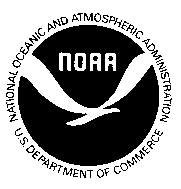 NATIONAL OCEANIC AND ATMOSPHERIC ADMINISTRATION
NOAA
U.S. DEPARTMENT OF COMMERCE